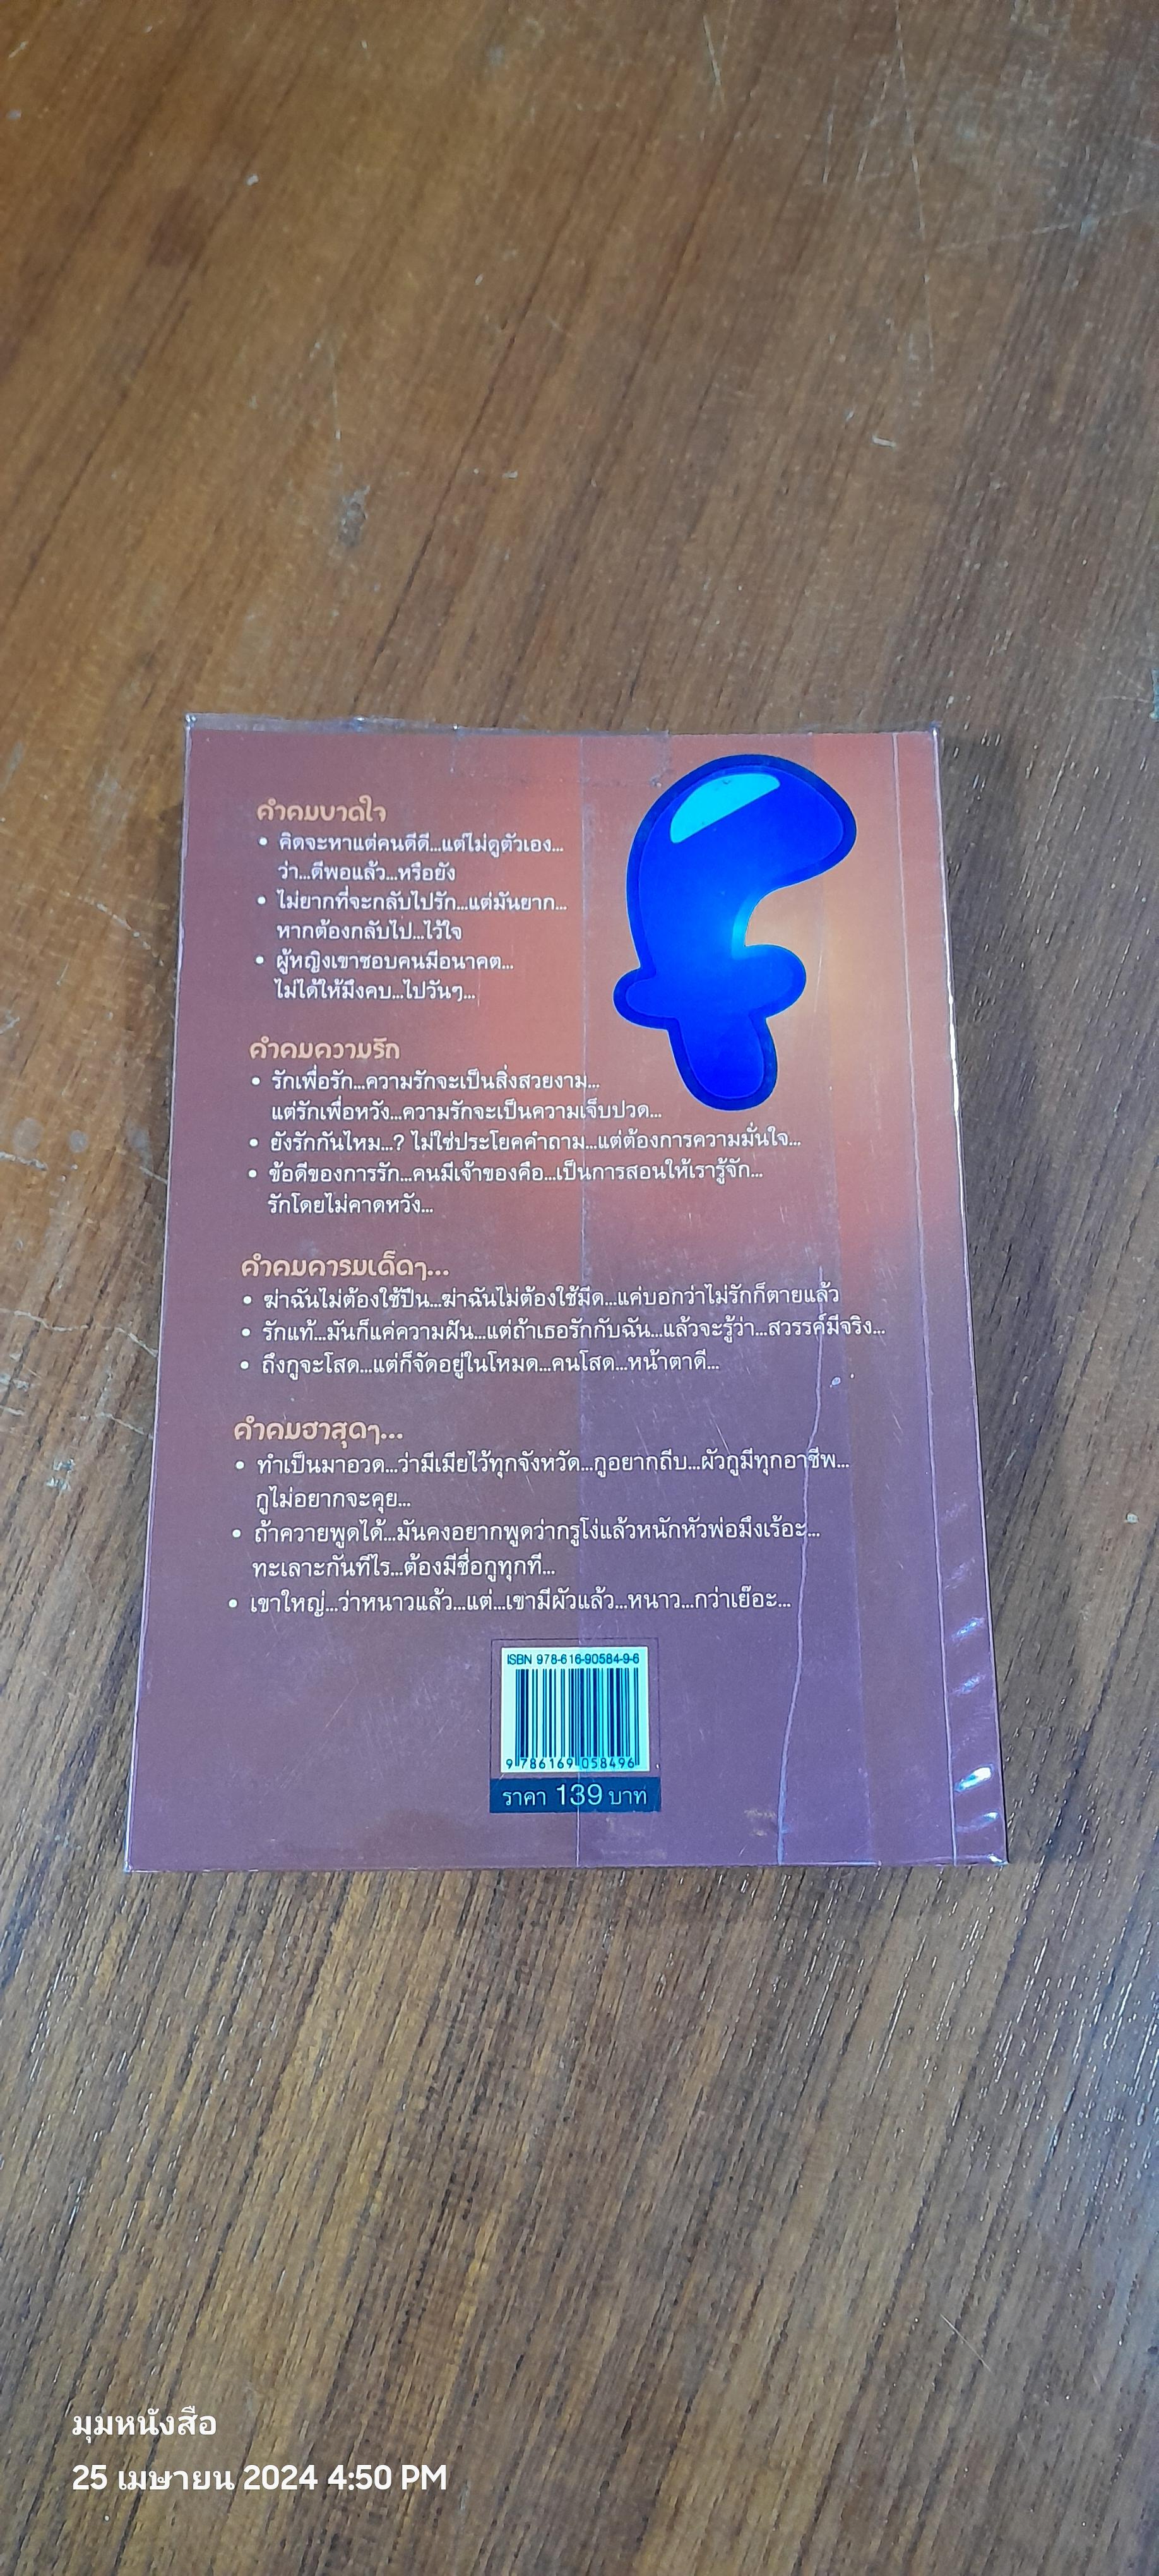 คำคมบาดใจ
• คิดจะหาแต่คนดีดี...แต่ไม่ดูตัวเอง...
ว่า...ดีพอแล้ว...หรือยัง
• ไม่ยากที่จะกลับไปรัก...แต่มันยาก...
หากต้องกลับไป...ไว้ใจ
• ผู้หญิงเขาชอบคนมีอนาคต...
ไม่ได้ให้มึงคบ...ไปวันๆ...
คำคมความรัก
• รักเพื่อรัก...ความรักจะเป็นสิ่งสวยงาม...
แต่รักเพื่อหวัง...ความรักจะเป็นความเจ็บปวด...
• ยังรักกันไหม...? ไม่ใช่ประโยคคำถาม...แต่ต้องการความมั่นใจ...
• ข้อดีของการรัก...คนมีเจ้าของคือ...เป็นการสอนให้เรารู้จัก...
รักโดยไม่คาดหวัง...
คำคมคารมเด็ดๆ...
• ฆ่าฉันไม่ต้องใช้ปืน...ฆ่าฉันไม่ต้องใช้มีด...แค่บอกว่าไม่รักก็ตายแล้ว
• รักแท้...มันก็แค่ความฝัน...แต่ถ้าเธอรักกับฉัน...แล้วจะรู้ว่า...สวรรค์มีจริง...
• ถึงกูจะโสด...แต่ก็จัดอยู่ในโหมด...คนโสด...หน้าตาดี...
คำคมฮาสุดๆ...
• ทำเป็นมาอวด...ว่ามีเมียไว้ทุกจังหวัด...กูอยากถีบ...ผัวกูมีทุกอาชีพ...
กูไม่อยากจะคุย...
• ถ้าควายพูดได้...มันคงอยากพูดว่ากรูโง่แล้วหนักหัวพ่อมึงเร้อะ...
ทะเลาะกันทีไร...ต้องมีชื่อกูทุกที...
• เขาใหญ่...ว่าหนาวแล้ว...แต่...เขามีผัวแล้ว...หนาว...กว่าเย๊อะ...
ISBN 978-616-90584-9-6
9 786169 058496
ราคา 139 บาท
มุมหนังสือ
25 เมษายน 2024 4:50 PM